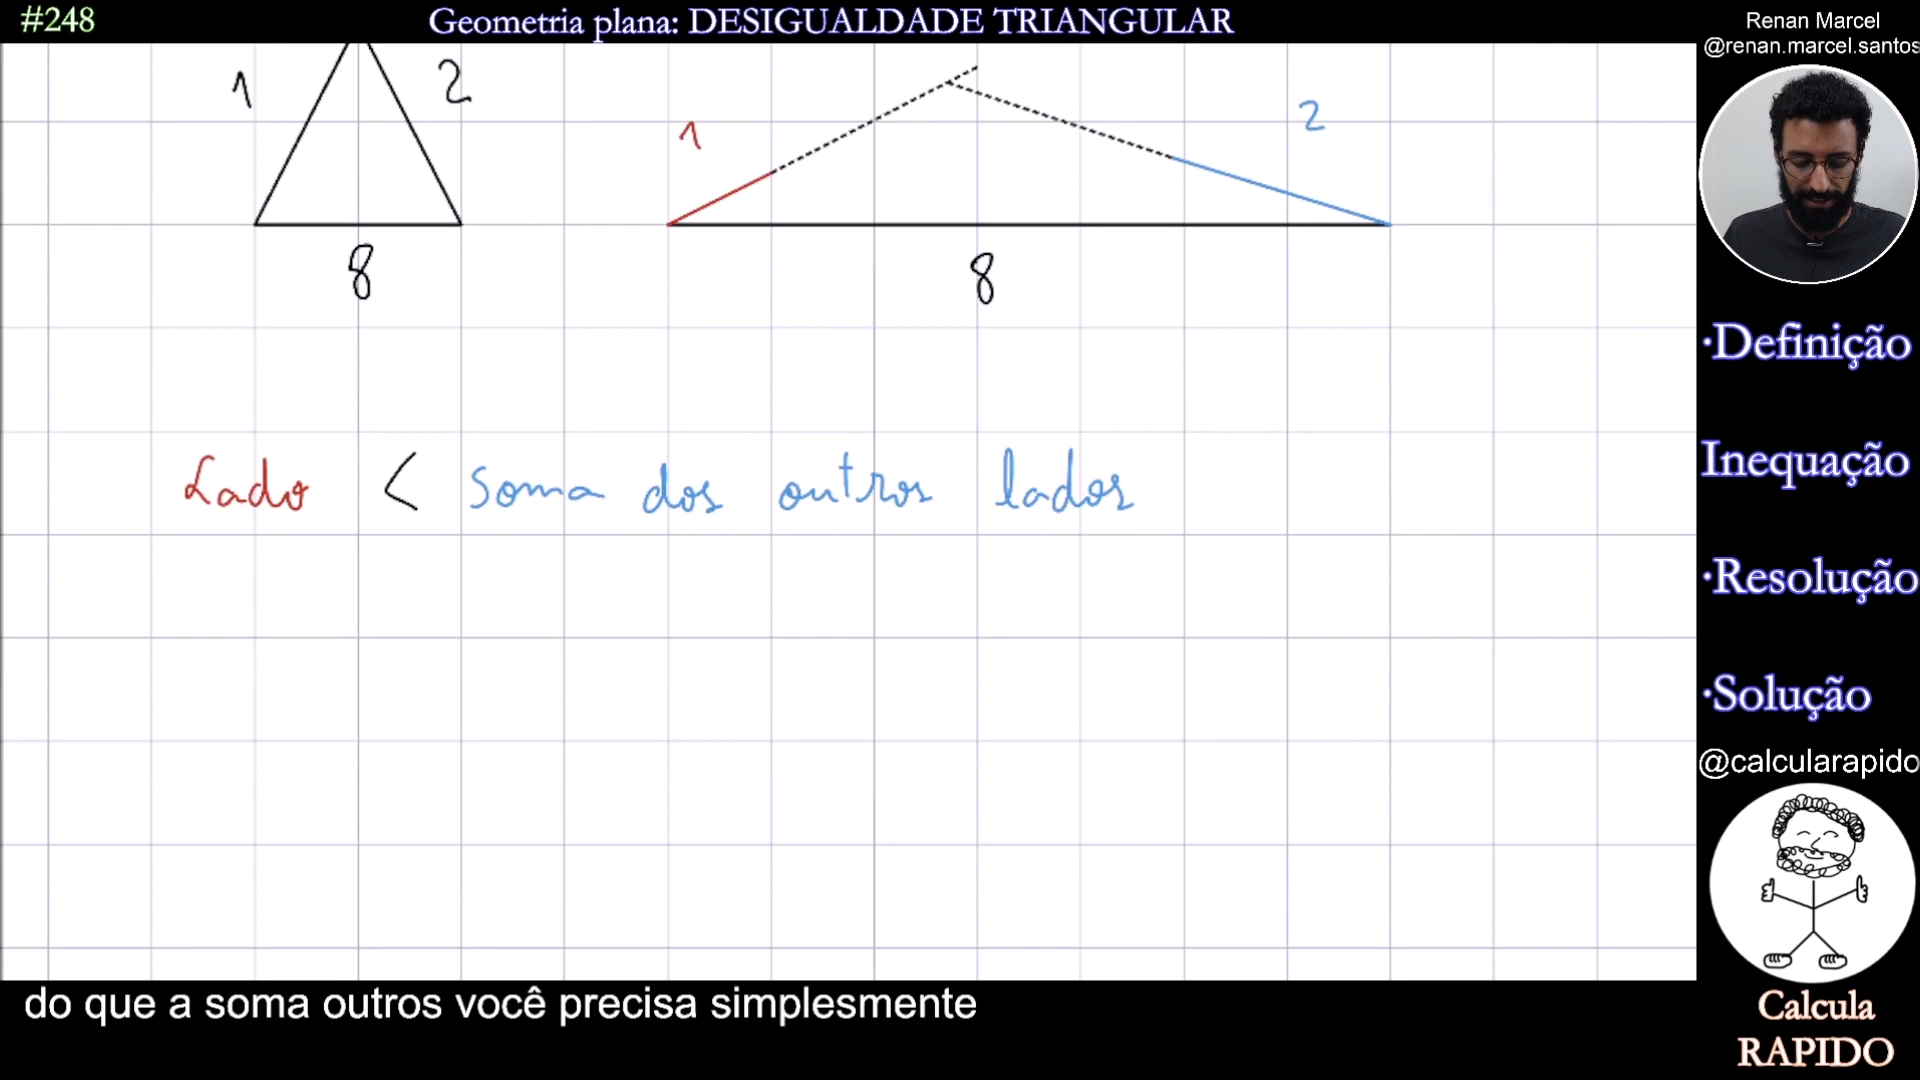 #248
Geometria plana: DESIGUALDADE TRIANGULAR
Renan Marcel
@renan.marcel.santos
1
2
8
1
2
8
Lado < soma dos outros lados
·Definição
Inequação
·Resolução
·Solução
@calcularapido
Calcula
RAPIDO
do que a soma outros você precisa simplesmente